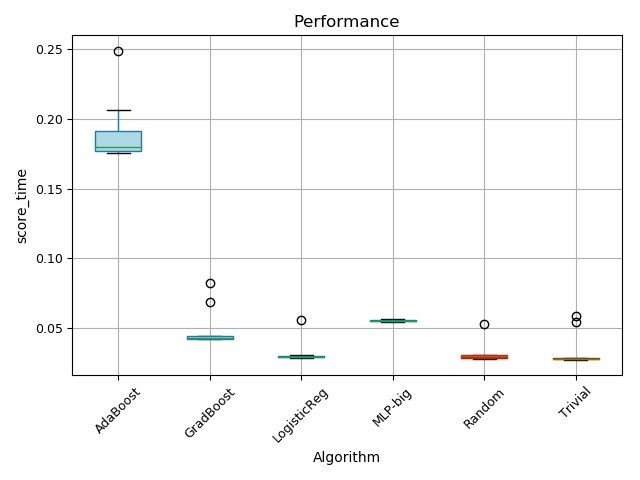 Performance
0.25
0.20
0.15
0.10
0.05
score_time
AdaBoost
GradBoost
LogisticReg
MLP-big
Random
Trivial
Algorithm